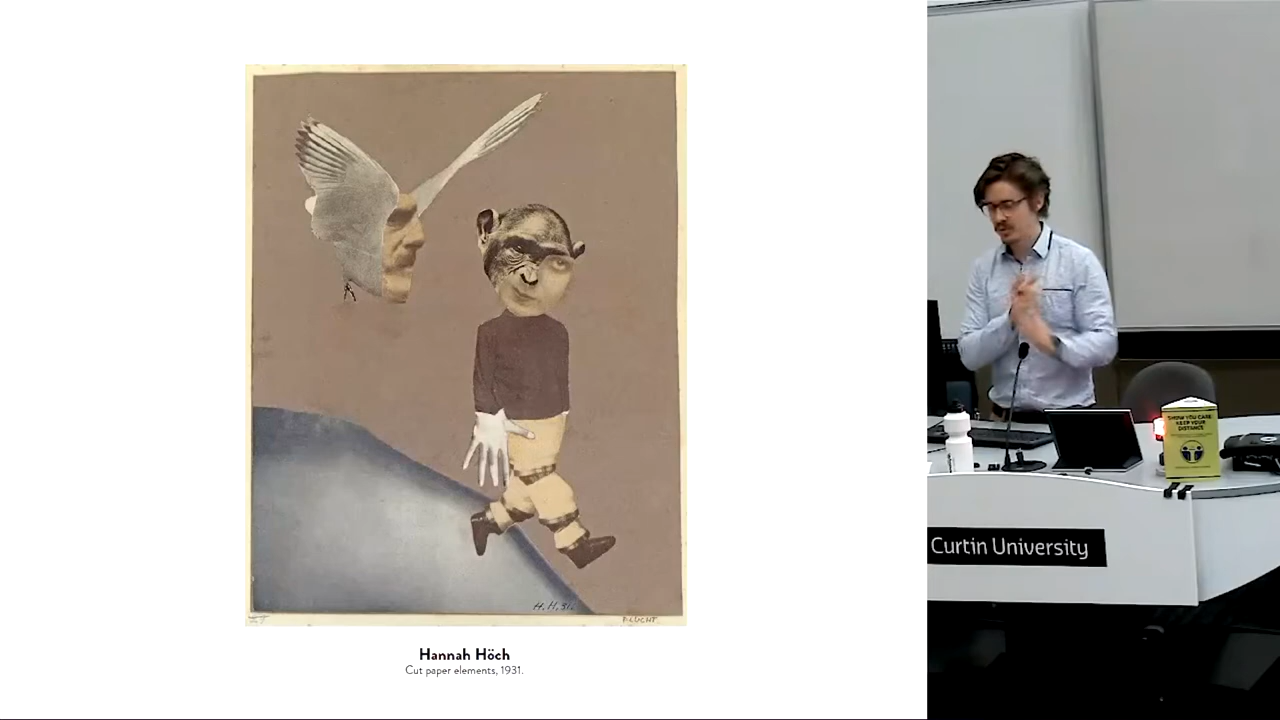 H.H.31.
FLUCHT.
Hannah Höch
Cut paper elements, 1931.
SHOW YOU CARE
KEEP YOUR
DISTANCE
Curtin University